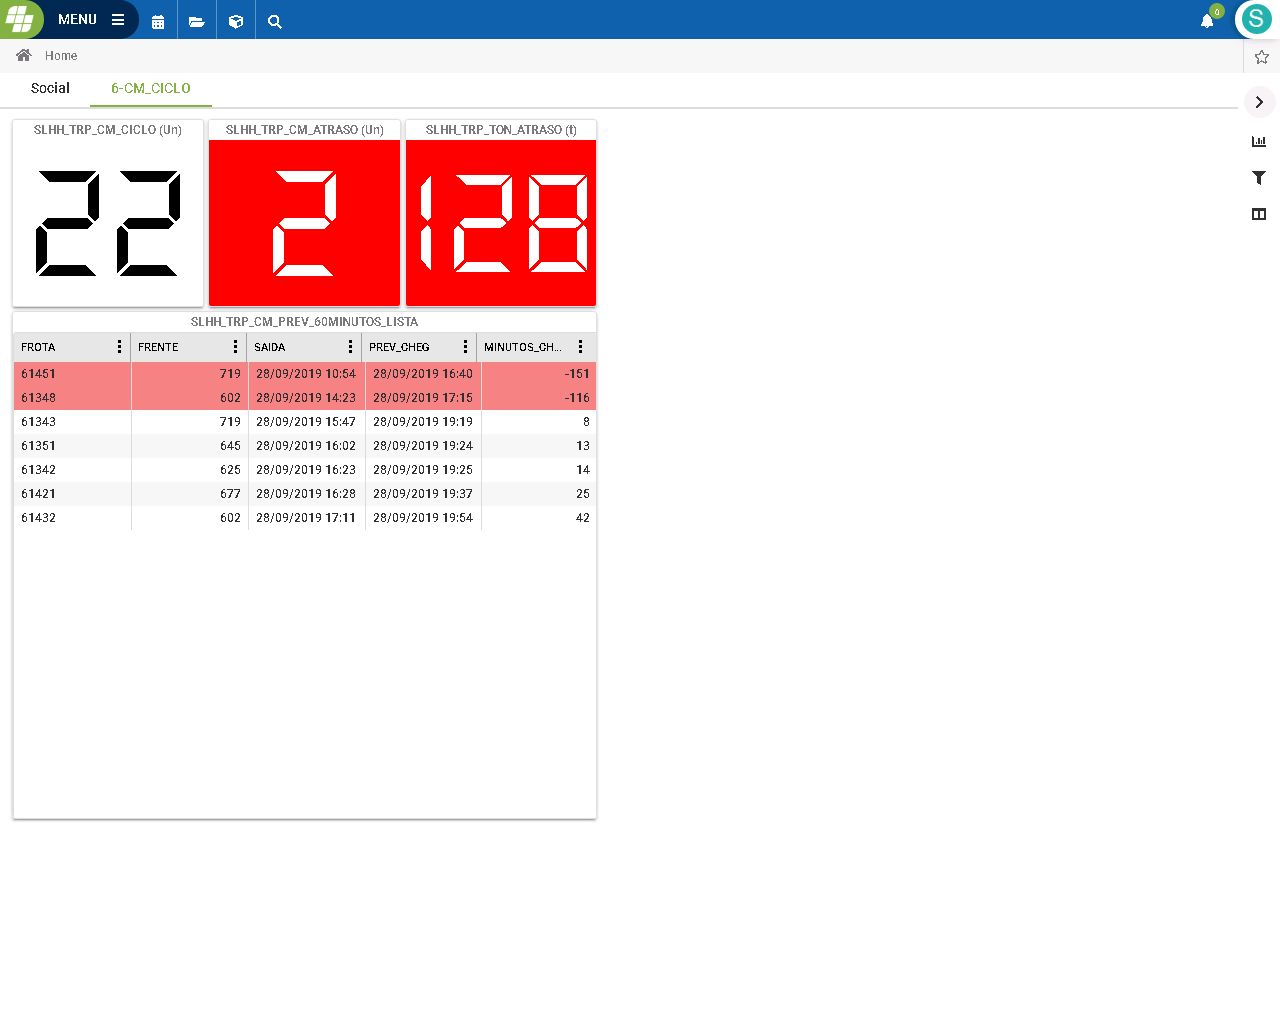 MENU
0
S
Home
Social 6-CM_CICLO
SLHH_TRP_CM_CICLO (Un) SLHH_TRP_CM_ATRASO (Un) SLHH_TRP_TON_ATRASO (t)
22 2 128
SLHH_TRP_CM_PREV_60MINUTOS_LISTA
FROTA FRENTE SAIDA PREV_CHEG MINUTOS_CH...
61451 719 28/09/2019 10:54 28/09/2019 16:40 -151
61348 602 28/09/2019 14:23 28/09/2019 17:15 -116
61343 719 28/09/2019 15:47 28/09/2019 19:19 8
61351 645 28/09/2019 16:02 28/09/2019 19:24 13
61342 625 28/09/2019 16:23 28/09/2019 19:25 14
61421 677 28/09/2019 16:28 28/09/2019 19:37 25
61432 602 28/09/2019 17:11 28/09/2019 19:54 42